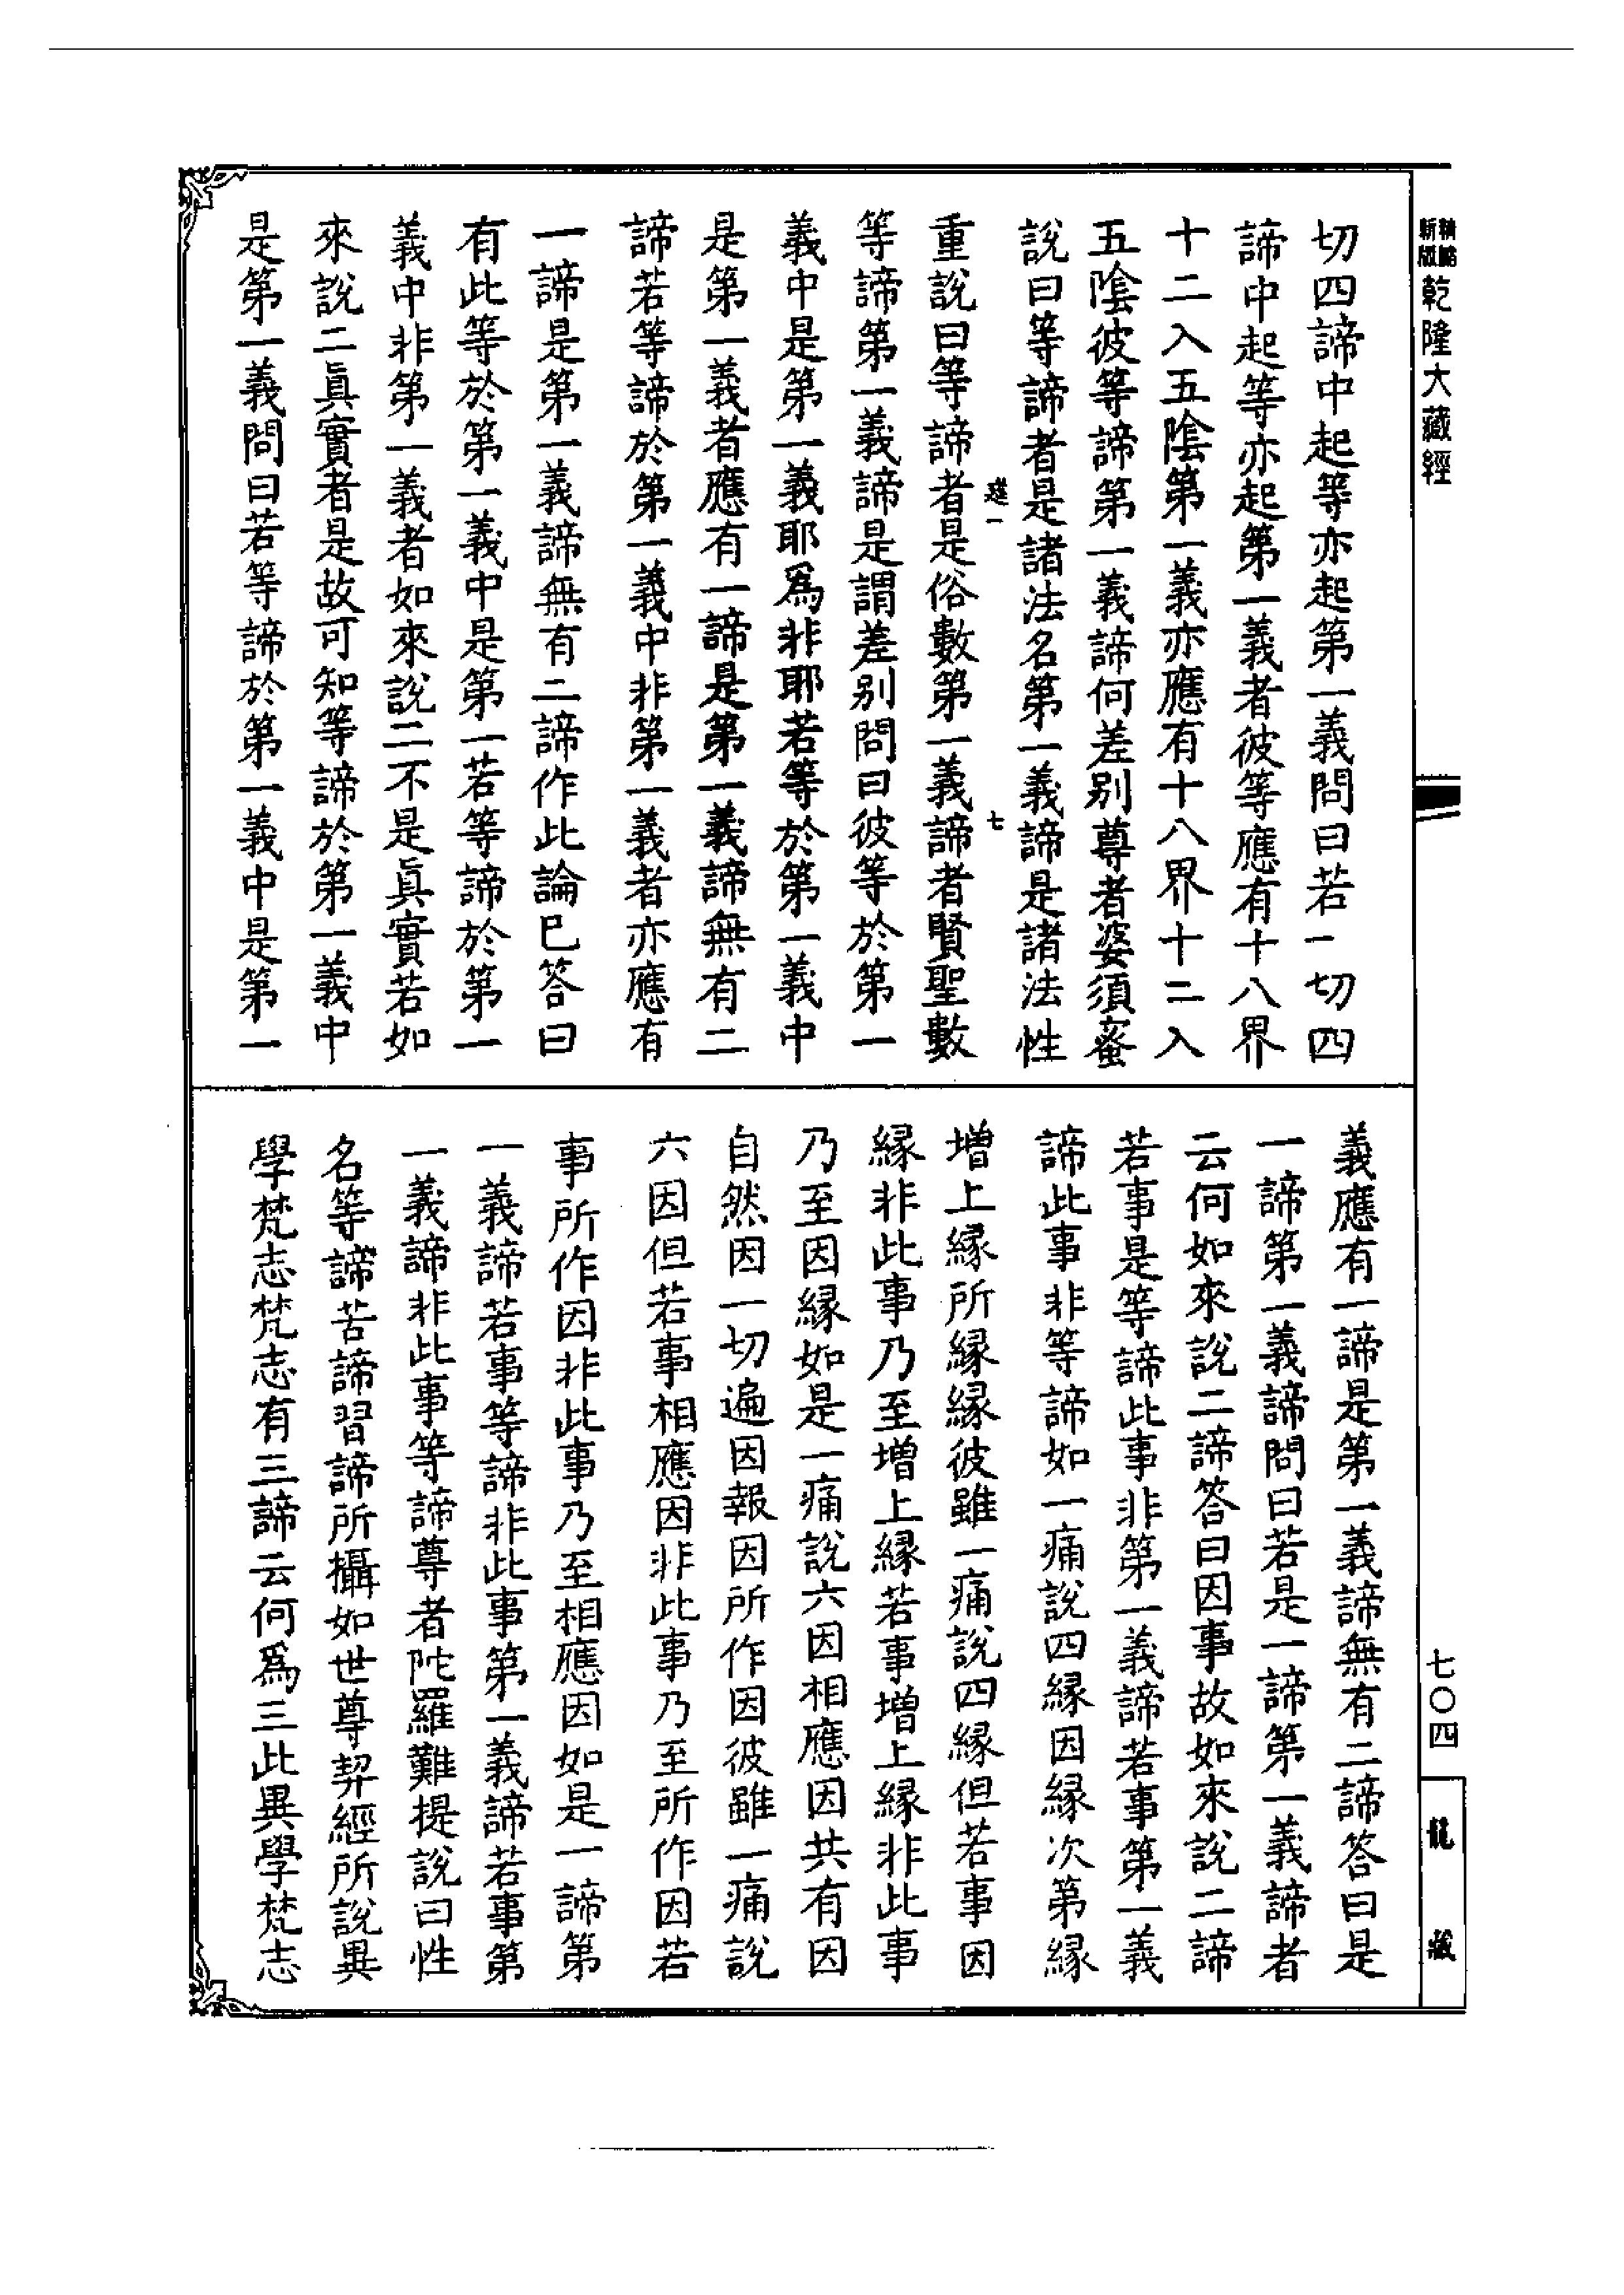 新版
精縮
乾隆大藏經
七〇四
龍藏
切四諦中起等亦起第一義問曰若一切四
諦中起等亦起第一義者彼等應有十八界
十二入五陰第一義亦應有十八界十二入
五陰彼等諦第一義諦何差別尊者婆須蜜
說曰等諦者是諸法名第一義諦是諸法性
七
重說曰等諦者是俗數第一義諦者賢聖數
等諦第一義諦是謂差別問曰彼等於第一
義中是第一義耶為非耶若等於第一義中
是第一義者應有一諦是第一義諦無有二
諦若等諦於第一義中非第一義者亦應有
一諦是第一義諦無有二諦作此論已答曰
有此等於第一義中是第一若等諦於第一
義中非第一義者如來說二不是真實若如
來說二真實者是故可知等諦於第一義中
是第一義問曰若等諦於第一義中是第一
義應有一諦是第一義諦無有二諦答曰是
一諦第一義諦問曰若是一諦第一義諦者
云何如來說二諦答曰因事故如來說二諦
若事是等諦此事非第一義諦若事第一義
諦此事非等諦如一痛說四緣因緣次第緣
增上緣所緣緣彼雖一痛說四緣但若事因
緣非此事乃至增上緣若事增上緣非此事
乃至因緣如是一痛說六因相應因共有因
自然因一切遍因報因所作因彼雖一痛說
六因但若事相應因非此事乃至所作因若
事所作因非此事乃至相應因如是一諦第
一義諦若事等諦非此事第一義諦若事第
一義諦非此事等諦尊者陀羅難提說曰性
名等諦苦諦習諦所攝如世尊契經所說異
學梵志梵志有三諦云何為三此異學梵志